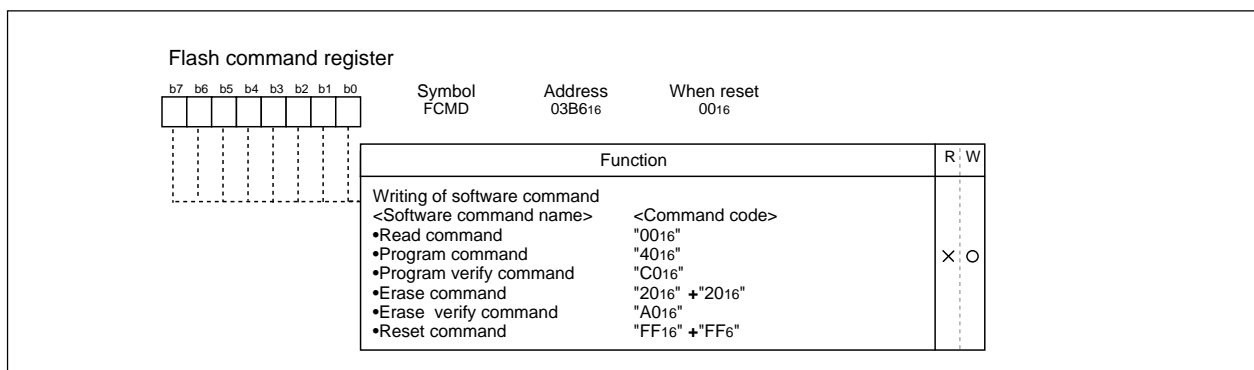 Flash command register
b7 b6 b5 b4 b3 b2 b1 b0
Symbol Address When reset
FCMD 03B616 0016
Function R W
Writing of software command
<Software command name> <Command code>
•Read command "0016"
•Program command "4016"
•Program verify command "C016"
•Erase command "2016" +"2016"
•Erase verify command "A016"
•Reset command "FF16" +"FF6"